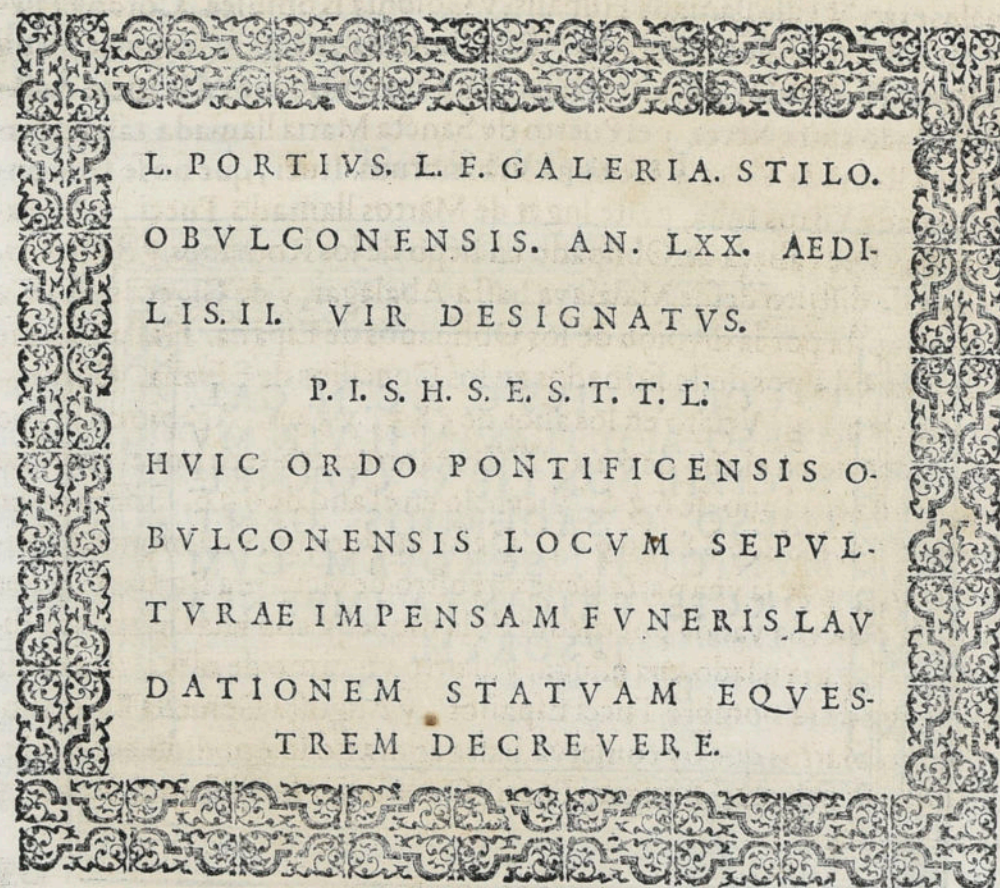 L. PORTIVS. L. F. GALERIA. STILO.
OBVLCONENSIS. AN. LXX. AEDI-
LIS. II. VIR DESIGNATVS.
P. I. S. H. S. E. S. T. T. L.
HVIC ORDO PONTIFICENSIS O-
BVLCONENSIS LOCVM SEPVL-
TVRAE IMPENSAM FVNERIS LAV
DATIONEM STATVAM EQVES-
TREM DECREVERE.